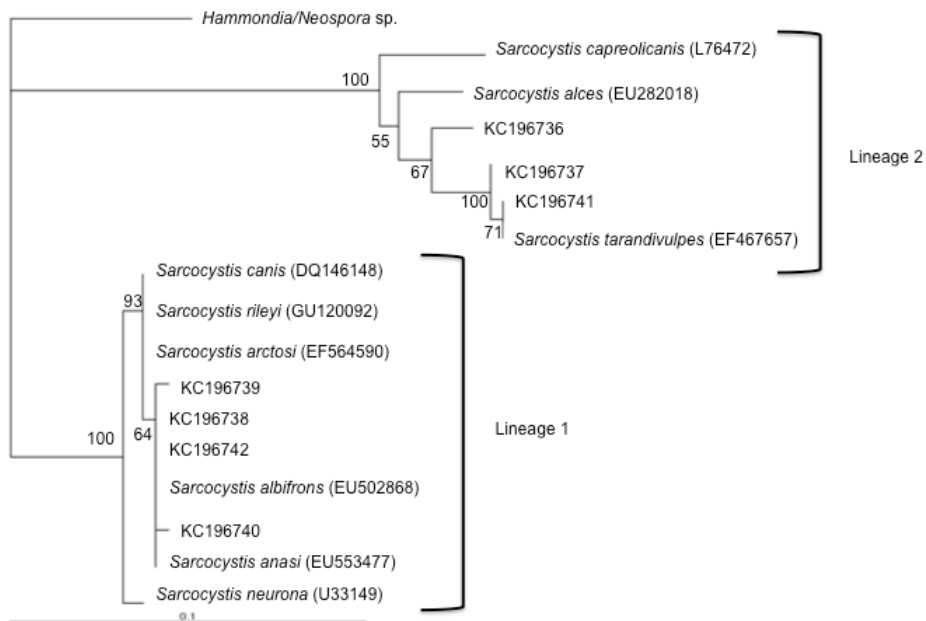 Hammondia/Neospora sp.
Sarcocystis capreolicanis (L76472)
100
Sarcocystis alces (EU282018)
55
KC196736
Lineage 2
67
KC196737
100
KC196741
71
Sarcocystis tarandivulpes (EF467657)
Sarcocystis canis (DQ146148)
93
Sarcocystis rileyi (GU120092)
Sarcocystis arctosi (EF564590)
KC196739
KC196738
64
100
Lineage 1
KC196742
Sarcocystis albifrons (EU502868)
KC196740
Sarcocystis anasi (EU553477)
Sarcocystis neurona (U33149)
0.1